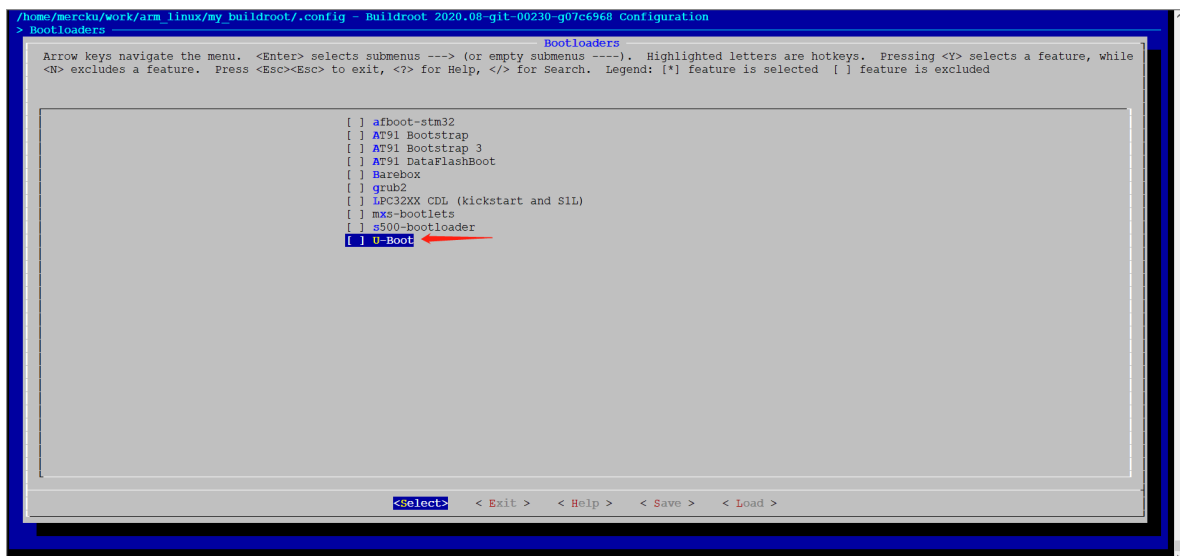 /home/mercku/work/arm_linux/my_buildroot/.config - Buildroot 2020.08-git-00230-g07c6968 Configuration
> Bootloaders
Bootloaders
Arrow keys navigate the menu. <Enter> selects submenus ---> (or empty submenus ----). Highlighted letters are hotkeys. Pressing <Y> selects a feature, while
<N> excludes a feature. Press <Esc><Esc> to exit, <?> for Help, </> for Search. Legend: [*] feature is selected [ ] feature is excluded
[ ] afboot-stm32
[ ] AT91 Bootstrap
[ ] AT91 Bootstrap 3
[ ] AT91 DataFlashBoot
[ ] Barebox
[ ] grub2
[ ] LPC32XX CDL (kickstart and S1L)
[ ] mxs-bootlets
[ ] s500-bootloader
[ ] U-Boot
<Select> < Exit > < Help > < Save > < Load >